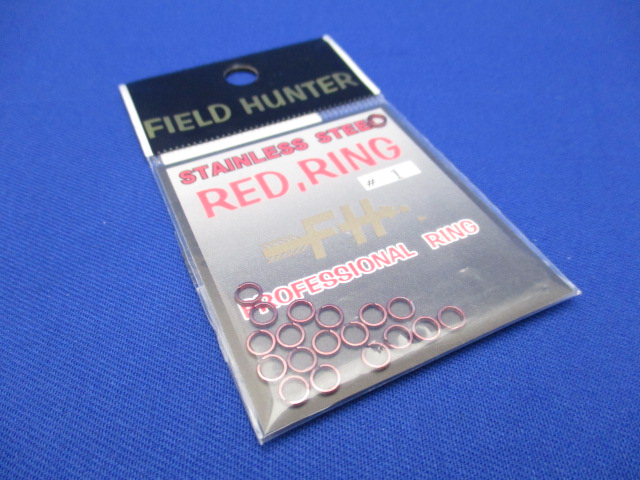 FIELD HUNTER
STAINLESS STEEL
RED,RING
# 1
FH
PROFESSIONAL RING